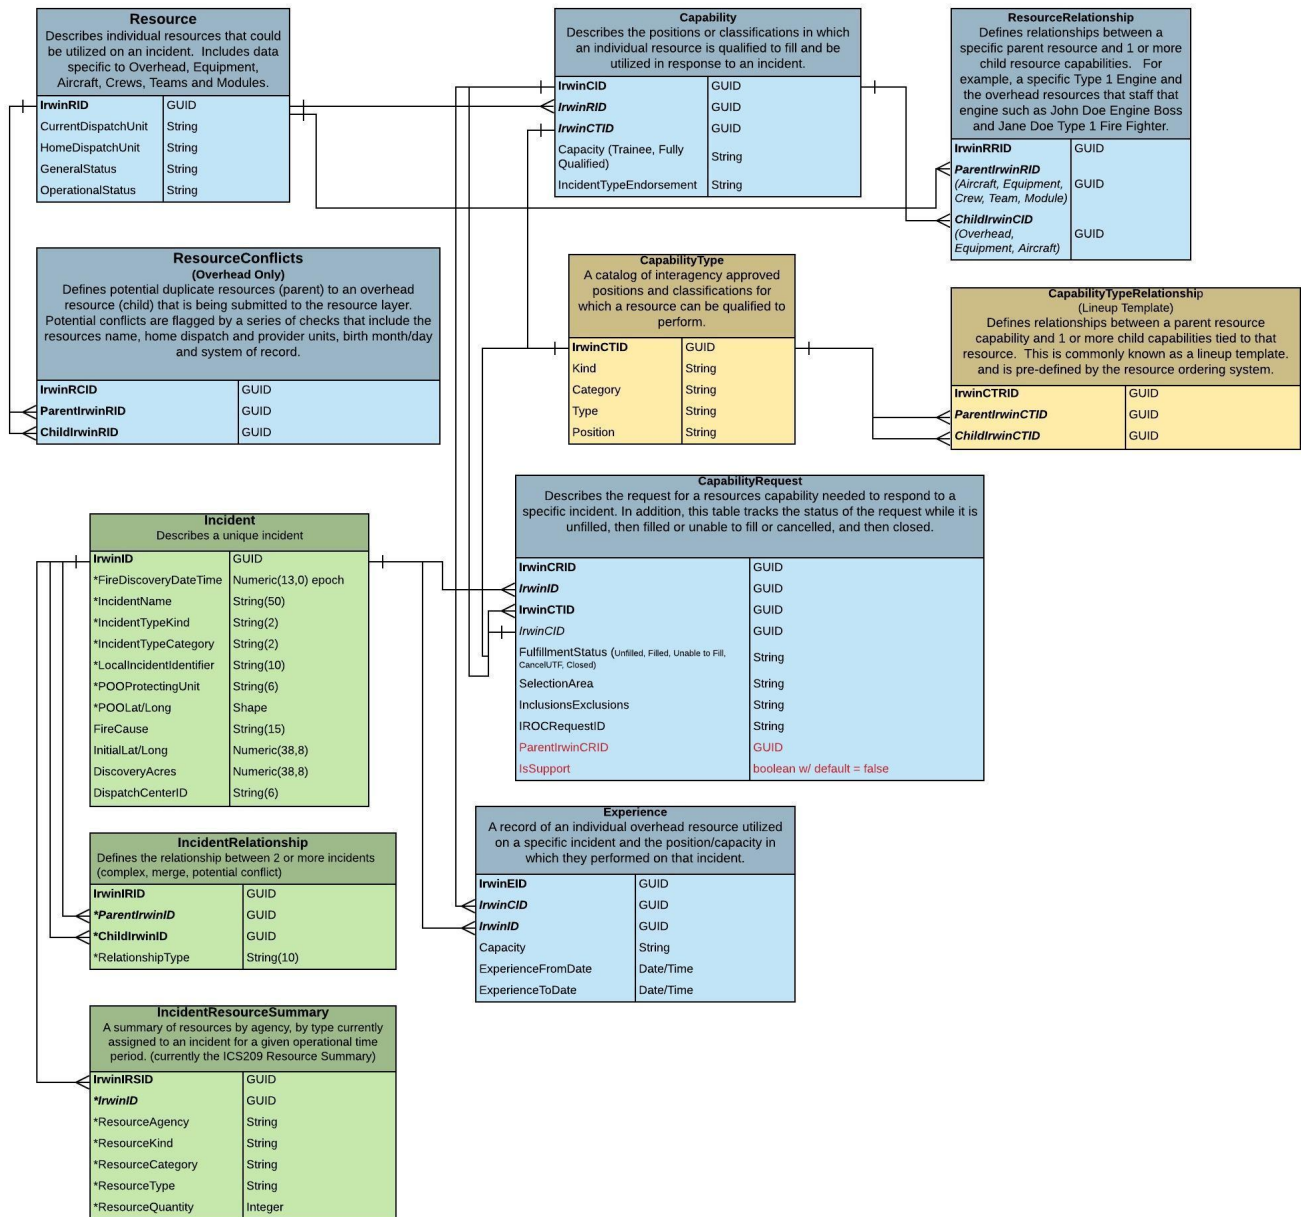 Resource
Describes individual resources that could
be utilized on an incident. Includes data
specific to Overhead, Equipment,
Aircraft, Crews, Teams and Modules.
IrwinRID GUID
CurrentDispatchUnit String
HomeDispatchUnit String
GeneralStatus String
OperationalStatus String
Capability
Describes the positions or classifications in which
an individual resource is qualified to fill and be
utilized in response to an incident.
IrwinCID GUID
IrwinRID GUID
IrwinCTID GUID
Capacity (Trainee, Fully
Qualified) String
IncidentTypeEndorsement String
ResourceRelationship
Defines relationships between a
specific parent resource and 1 or more
child resource capabilities. For
example, a specific Type 1 Engine and
the overhead resources that staff that
engine such as John Doe Engine Boss
and Jane Doe Type 1 Fire Fighter.
IrwinRRID GUID
ParentIrwinRID
(Aircraft, Equipment, GUID
Crew, Team, Module)
ChildIrwinCID
(Overhead, GUID
Equipment, Aircraft)
ResourceConflicts
(Overhead Only)
Defines potential duplicate resources (parent) to an overhead
resource (child) that is being submitted to the resource layer.
Potential conflicts are flagged by a series of checks that include the
resources name, home dispatch and provider units, birth month/day
and system of record.
IrwinRCID GUID
ParentIrwinRID GUID
ChildIrwinRID GUID
CapabilityType
A catalog of interagency approved
positions and classifications for
which a resource can be qualified to
perform.
IrwinCTID GUID
Kind String
Category String
Type String
Position String
CapabilityTypeRelationship
(Lineup Template)
Defines relationships between a parent resource
capability and 1 or more child capabilities tied to that
resource. This is commonly known as a lineup template.
and is pre-defined by the resource ordering system.
IrwinCTRID GUID
ParentIrwinCTID GUID
ChildIrwinCTID GUID
CapabilityRequest
Describes the request for a resources capability needed to respond to a
specific incident. In addition, this table tracks the status of the request while it is
unfilled, then filled or unable to fill or cancelled, and then closed.
IrwinCRID GUID
IrwinID GUID
IrwinCTID GUID
IrwinCID GUID
FulfillmentStatus (Unfilled, Filled, Unable to Fill,
CancelUTF, Closed) String
SelectionArea String
InclusionsExclusions String
IROCRequestID String
ParentIrwinCRID GUID
IsSupport boolean w/ default = false
Incident
Describes a unique incident
IrwinID GUID
*FireDiscoveryDateTime Numeric(13,0) epoch
*IncidentName String(50)
*IncidentTypeKind String(2)
*IncidentTypeCategory String(2)
*LocalIncidentIdentifier String(10)
*POOProtectingUnit String(6)
*POOLat/Long Shape
FireCause String(15)
InitialLat/Long Numeric(38,8)
DiscoveryAcres Numeric(38,8)
DispatchCenterID String(6)
IncidentRelationship
Defines the relationship between 2 or more incidents
(complex, merge, potential conflict)
IrwinIRID GUID
*ParentIrwinID GUID
*ChildIrwinID GUID
*RelationshipType String(10)
Experience
A record of an individual overhead resource utilized
on a specific incident and the position/capacity in
which they performed on that incident.
IrwinEID GUID
IrwinCID GUID
IrwinID GUID
Capacity String
ExperienceFromDate Date/Time
ExperienceToDate Date/Time
IncidentResourceSummary
A summary of resources by agency, by type currently
assigned to an incident for a given operational time
period. (currently the ICS209 Resource Summary)
IrwinIRSID GUID
*IrwinID GUID
*ResourceAgency String
*ResourceKind String
*ResourceCategory String
*ResourceType String
*ResourceQuantity Integer